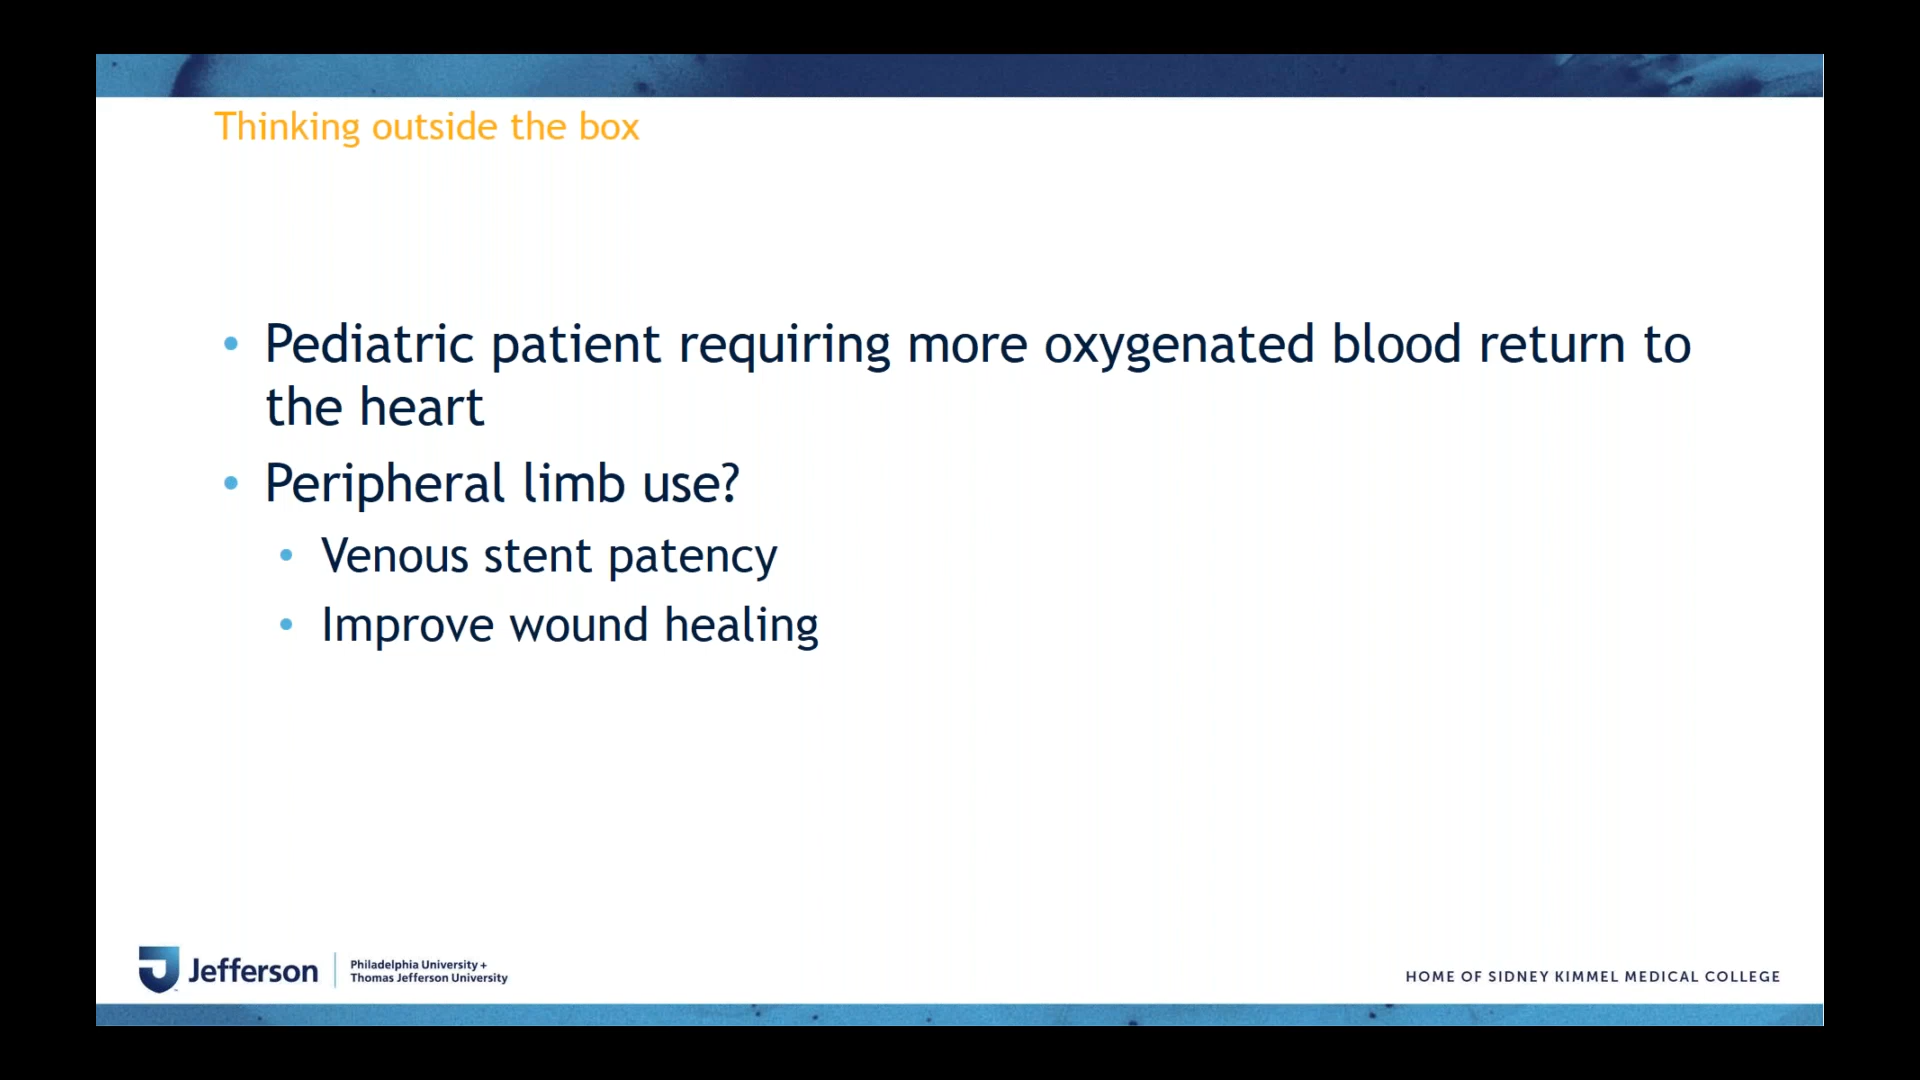 Thinking outside the box
• Pediatric patient requiring more oxygenated blood return to
the heart
• Peripheral limb use?
• Venous stent patency
• Improve wound healing
Jefferson
Philadelphia University +
Thomas Jefferson University
HOME OF SIDNEY KIMMEL MEDICAL COLLEGE